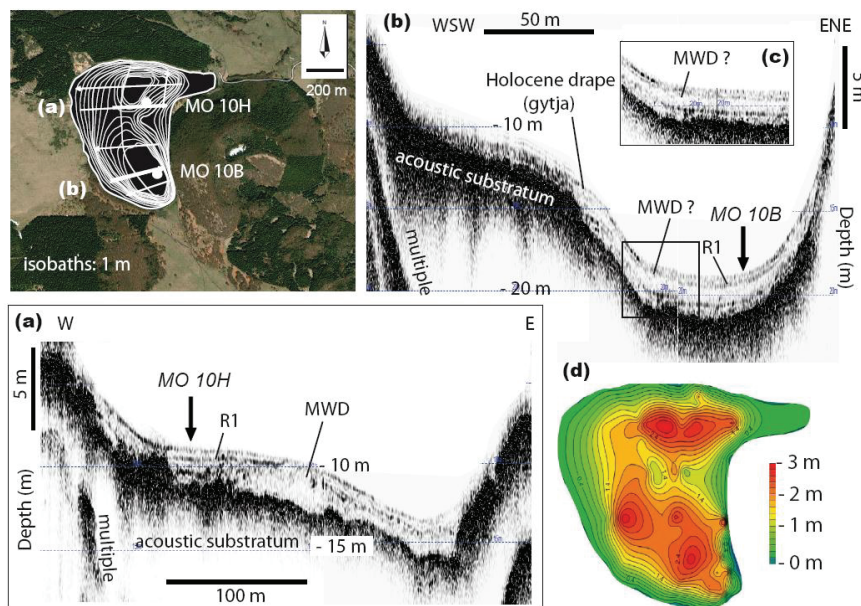 N
200 m
(a)
MO 10H
MO 10B
(b)
isobaths: 1 m
(b)
WSW
50 m
ENE
MWD ?
(c)
5 m
Holocene drape
(gytja)
- 10 m
acoustic substratum
multiple
MWD ?
MO 10B
R1
Depth (m)
- 20 m
(a)
W
E
5 m
MO 10H
R1
MWD
- 10 m
Depth (m)
multiple
acoustic substratum
- 15 m
100 m
(d)
- 3 m
- 2 m
- 1 m
- 0 m